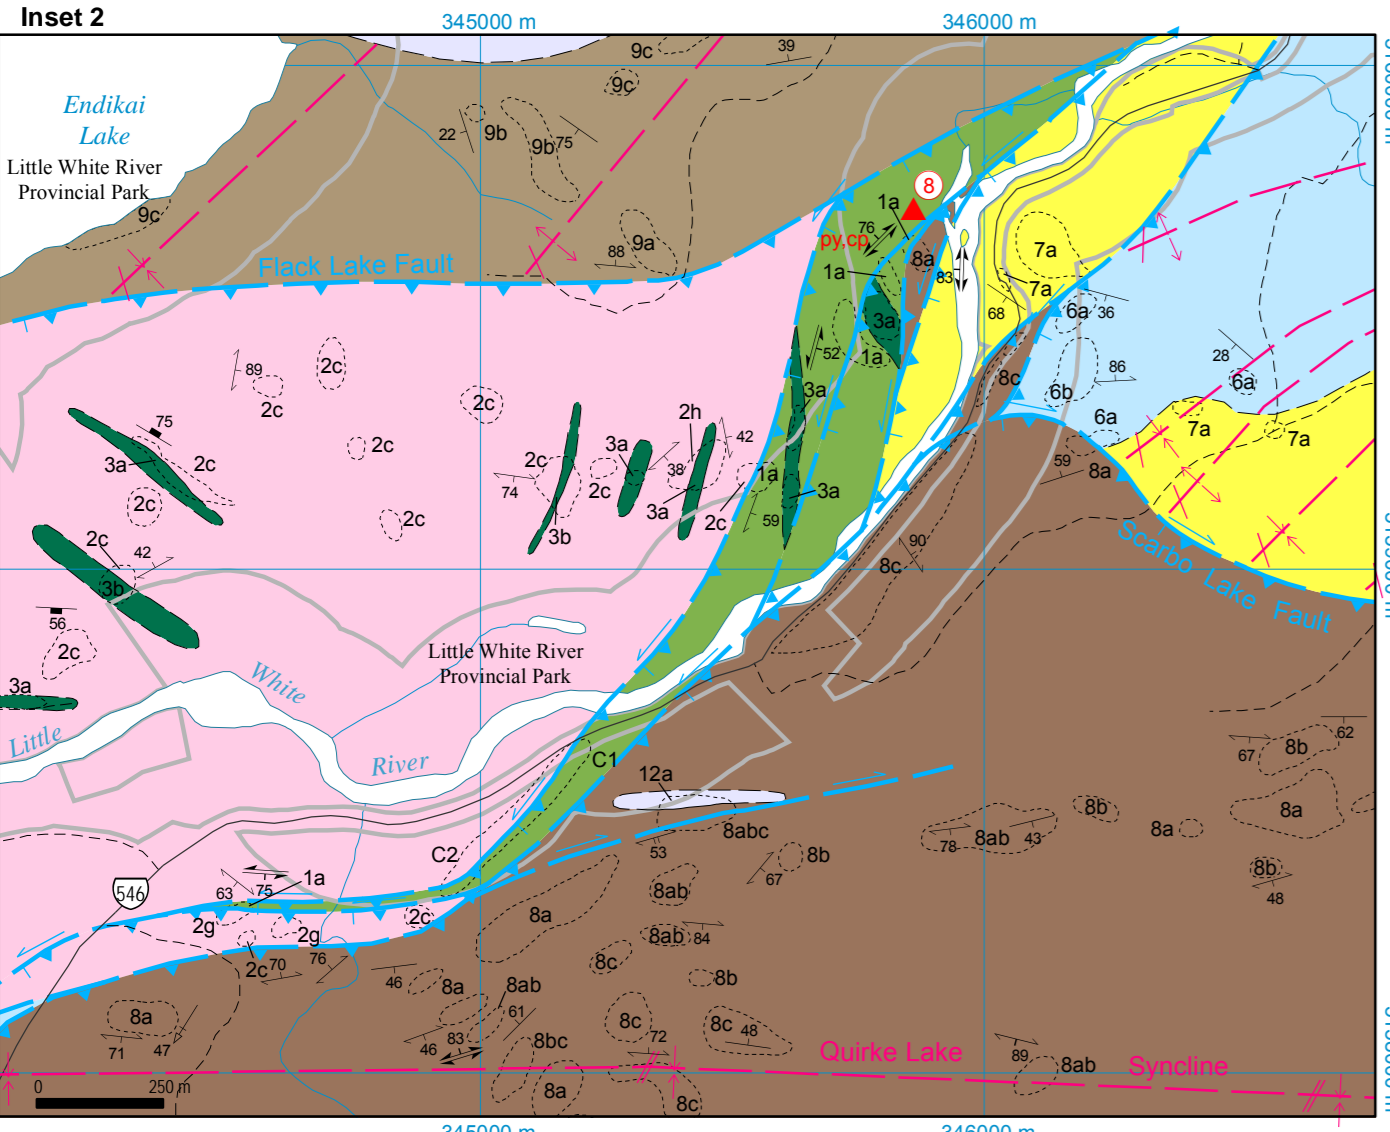 Inset 2
345000 m
346000 m
Endikai
Lake
Little White River
Provincial Park
9c
9c
9c
39
22
9b
9b
75
9a
88
Flack Lake Fault
8
1a
76
py,cp
8a
1a
83
7a
7a
68
6a
36
3a
1a
52
3a
8c
86
6b
28
6a
6a
7a
7a
59
8a
89
2c
2c
2c
2c
75
3a
2c
2c
2c
2c
42
3b
56
2c
3a
2c
74
3b
3a
2c
2h
38
42
3a
2c
1a
59
3a
90
8c
Scarbo Lake Fault
Little White River
Provincial Park
Little
White
River
C1
12a
8abc
53
8b
67
8ab
78
43
8b
8a
67
8b
62
8a
8b
48
C2
546
63
75
1a
2g
2g
2c
2c
70
76
8a
8ab
8ab
84
8c
8b
46
8a
8ab
61
8a
71
47
46
83
8bc
8c
72
8c
48
8a
8c
Quirke Lake
Syncline
89
8ab
0
250 m
345000 m
346000 m